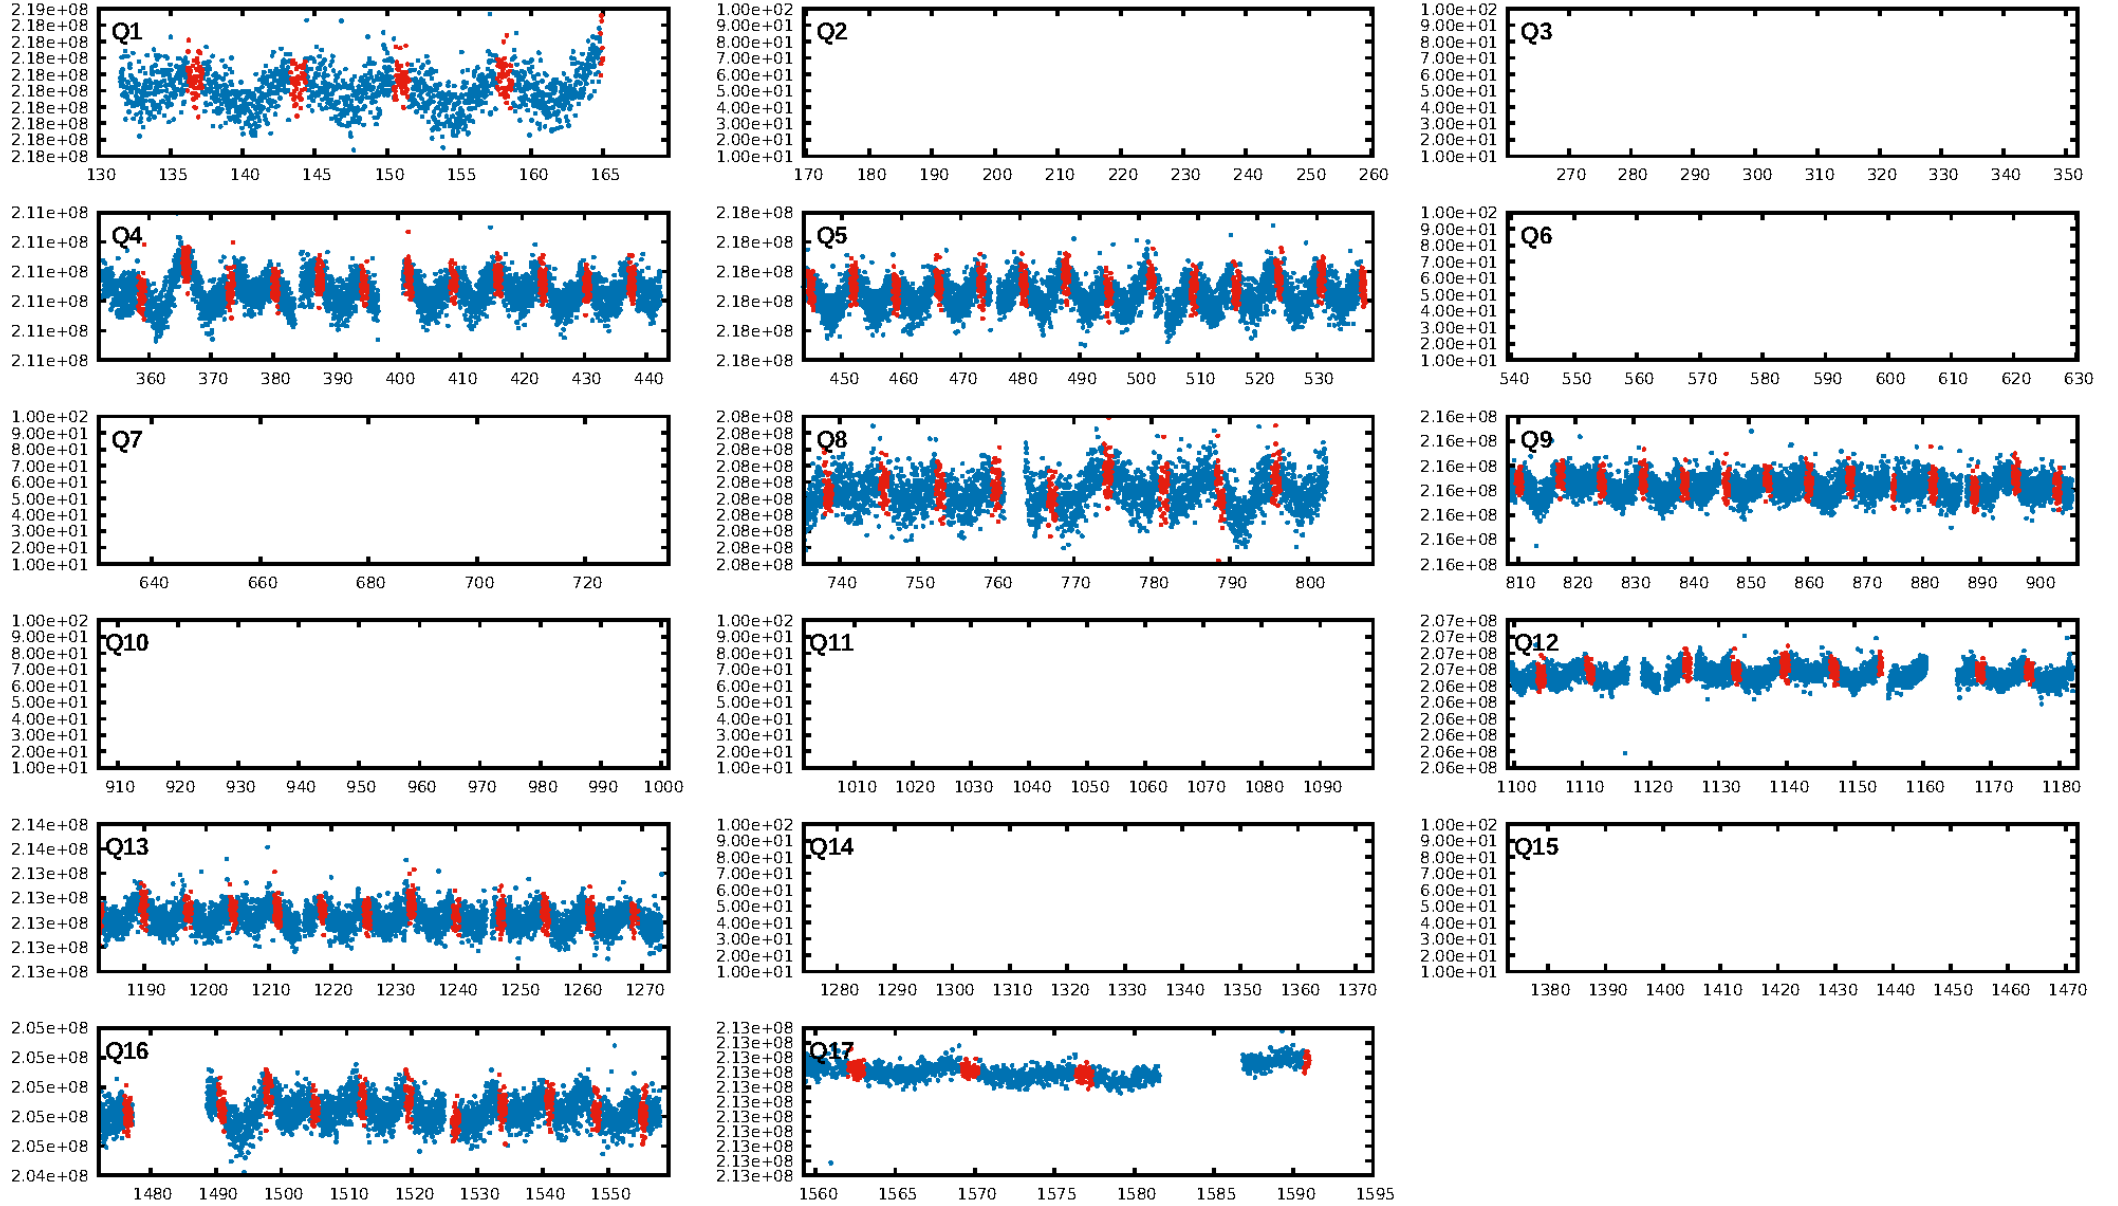 Q1
2.19e+08
2.18e+08
2.18e+08
2.18e+08
2.18e+08
2.18e+08
2.18e+08
2.18e+08
2.18e+08
2.18e+08
130 135 140 145 150 155 160 165
Q2
1.00e+02
9.00e+01
8.00e+01
7.00e+01
6.00e+01
5.00e+01
4.00e+01
3.00e+01
2.00e+01
1.00e+01
170 180 190 200 210 220 230 240 250 260
Q3
1.00e+02
9.00e+01
8.00e+01
7.00e+01
6.00e+01
5.00e+01
4.00e+01
3.00e+01
2.00e+01
1.00e+01
270 280 290 300 310 320 330 340 350
Q4
2.11e+08
2.11e+08
2.11e+08
2.11e+08
2.11e+08
2.11e+08
360 370 380 390 400 410 420 430 440
Q5
2.18e+08
2.18e+08
2.18e+08
2.18e+08
2.18e+08
2.18e+08
450 460 470 480 490 500 510 520 530
Q6
1.00e+02
9.00e+01
8.00e+01
7.00e+01
6.00e+01
5.00e+01
4.00e+01
3.00e+01
2.00e+01
1.00e+01
540 550 560 570 580 590 600 610 620 630
Q7
1.00e+02
9.00e+01
8.00e+01
7.00e+01
6.00e+01
5.00e+01
4.00e+01
3.00e+01
2.00e+01
1.00e+01
640 660 680 700 720
Q8
2.08e+08
2.08e+08
2.08e+08
2.08e+08
2.08e+08
2.08e+08
2.08e+08
2.08e+08
2.08e+08
2.08e+08
740 750 760 770 780 790 800
Q9
2.16e+08
2.16e+08
2.16e+08
2.16e+08
2.16e+08
2.16e+08
2.16e+08
810 820 830 840 850 860 870 880 890 900
Q10
1.00e+02
9.00e+01
8.00e+01
7.00e+01
6.00e+01
5.00e+01
4.00e+01
3.00e+01
2.00e+01
1.00e+01
910 920 930 940 950 960 970 980 990 1000
Q11
1.00e+02
9.00e+01
8.00e+01
7.00e+01
6.00e+01
5.00e+01
4.00e+01
3.00e+01
2.00e+01
1.00e+01
1010 1020 1030 1040 1050 1060 1070 1080 1090
Q12
2.07e+08
2.07e+08
2.07e+08
2.07e+08
2.06e+08
2.06e+08
2.06e+08
2.06e+08
2.06e+08
2.06e+08
1100 1110 1120 1130 1140 1150 1160 1170 1180
Q13
2.14e+08
2.14e+08
2.13e+08
2.13e+08
2.13e+08
2.13e+08
2.13e+08
1190 1200 1210 1220 1230 1240 1250 1260 1270
Q14
1.00e+02
9.00e+01
8.00e+01
7.00e+01
6.00e+01
5.00e+01
4.00e+01
3.00e+01
2.00e+01
1.00e+01
1280 1290 1300 1310 1320 1330 1340 1350 1360 1370
Q15
1.00e+02
9.00e+01
8.00e+01
7.00e+01
6.00e+01
5.00e+01
4.00e+01
3.00e+01
2.00e+01
1.00e+01
1380 1390 1400 1410 1420 1430 1440 1450 1460 1470
Q16
2.05e+08
2.05e+08
2.05e+08
2.05e+08
2.05e+08
2.04e+08
1480 1490 1500 1510 1520 1530 1540 1550
Q17
2.13e+08
2.13e+08
2.13e+08
2.13e+08
2.13e+08
2.13e+08
2.13e+08
2.13e+08
2.13e+08
2.13e+08
2.13e+08
1560 1565 1570 1575 1580 1585 1590 1595